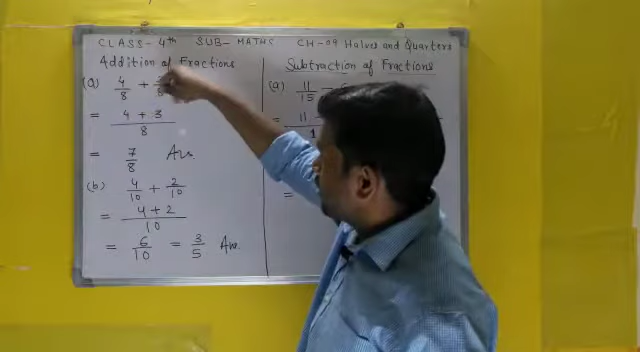 CLASS- 4th SUB- MATHS CH-09 Halves and Quarters
Addition of Fractions
(a) 4/8 +
= 4 + 3 / 8
= 7/8 Ans.
(b) 4/10 + 2/10
= 4 + 2 / 10
= 6/10 = 3/5 Ans.
Subtraction of Fractions
(a) 11/15 -
= 11 -
=